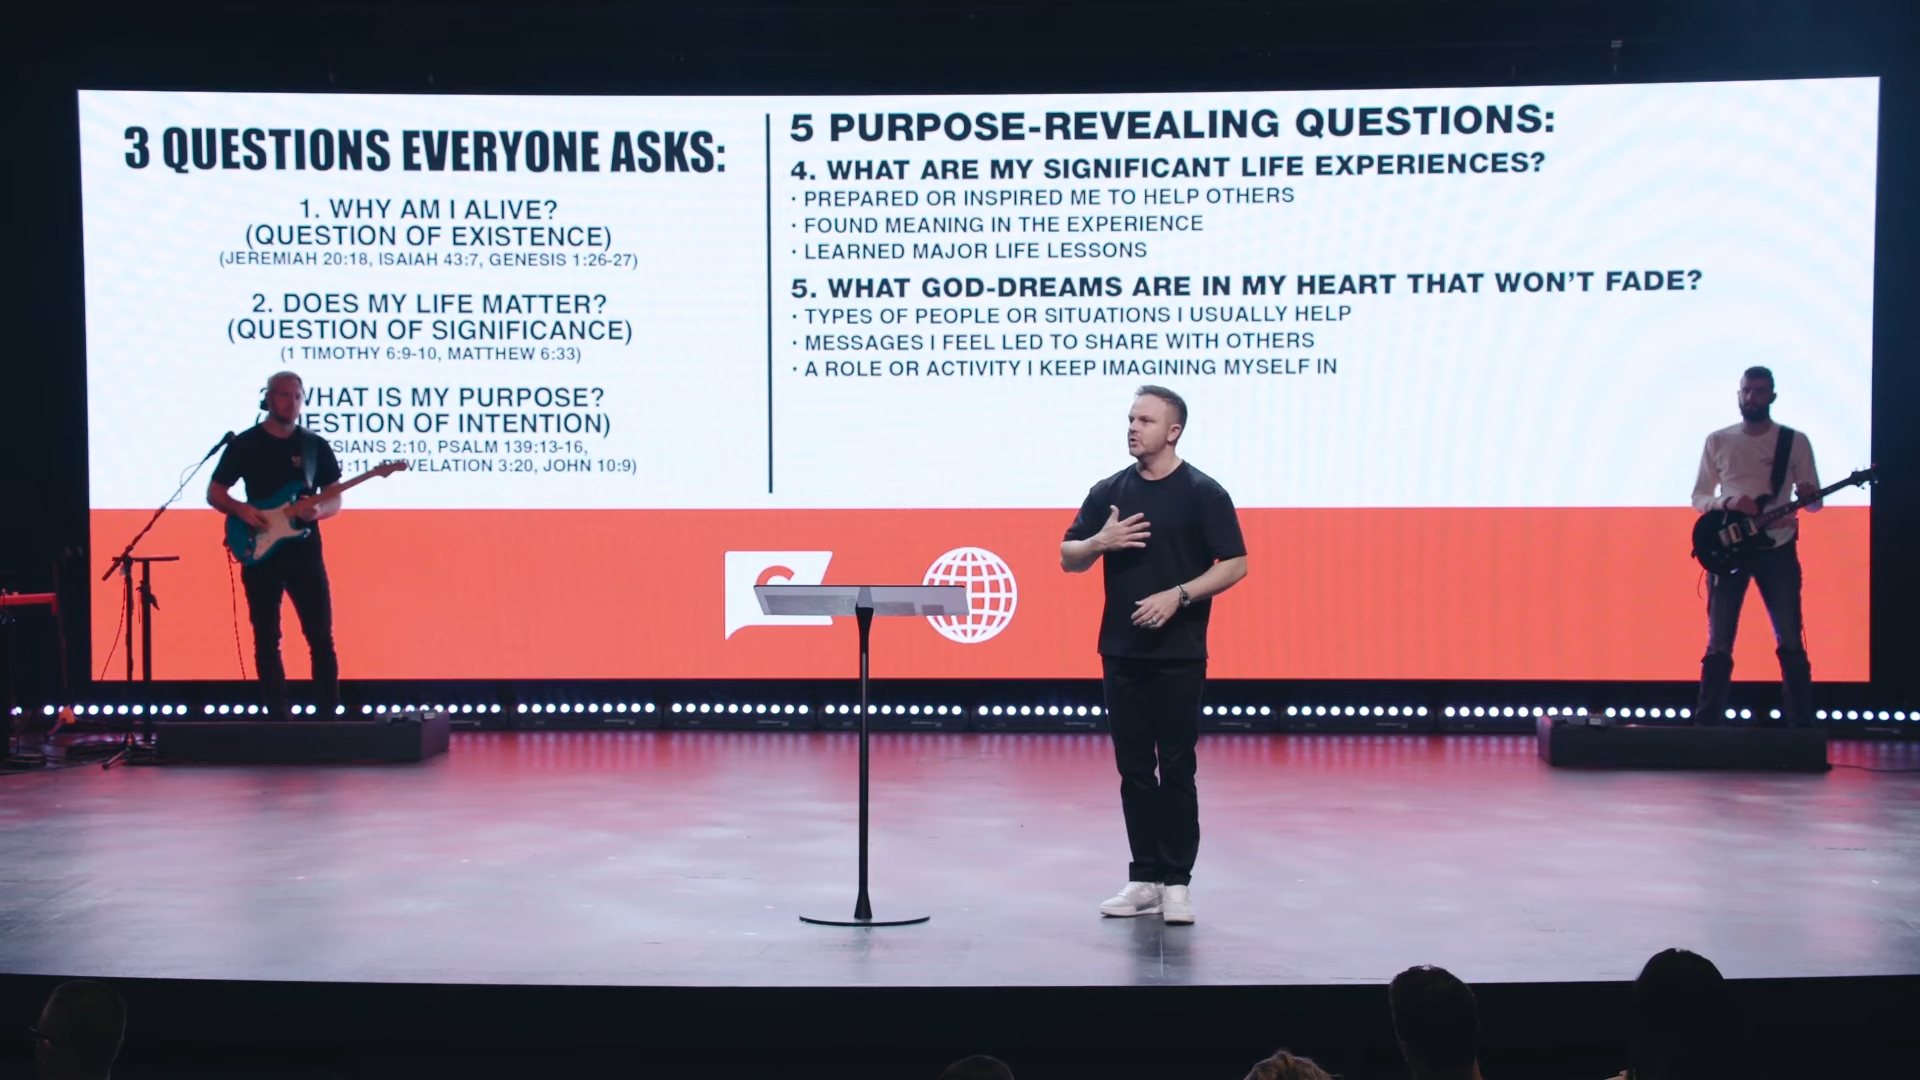 3 QUESTIONS EVERYONE ASKS:
1. WHY AM I ALIVE?
(QUESTION OF EXISTENCE)
(JEREMIAH 20:18, ISAIAH 43:7, GENESIS 1:26-27)
2. DOES MY LIFE MATTER?
(QUESTION OF SIGNIFICANCE)
(1 TIMOTHY 6:9-10, MATTHEW 6:33)
WHAT IS MY PURPOSE?
OF INTENTION)
2:10, PSALM 139:13-16,
3:20, JOHN 10:9)
5 PURPOSE-REVEALING QUESTIONS:
4. WHAT ARE MY SIGNIFICANT LIFE EXPERIENCES?
· PREPARED OR INSPIRED ME TO HELP OTHERS
· FOUND MEANING IN THE EXPERIENCE
· LEARNED MAJOR LIFE LESSONS
5. WHAT GOD-DREAMS ARE IN MY HEART THAT WON'T FADE?
· TYPES OF PEOPLE OR SITUATIONS I USUALLY HELP
· MESSAGES I FEEL LED TO SHARE WITH OTHERS
· A ROLE OR ACTIVITY I KEEP IMAGINING MYSELF IN